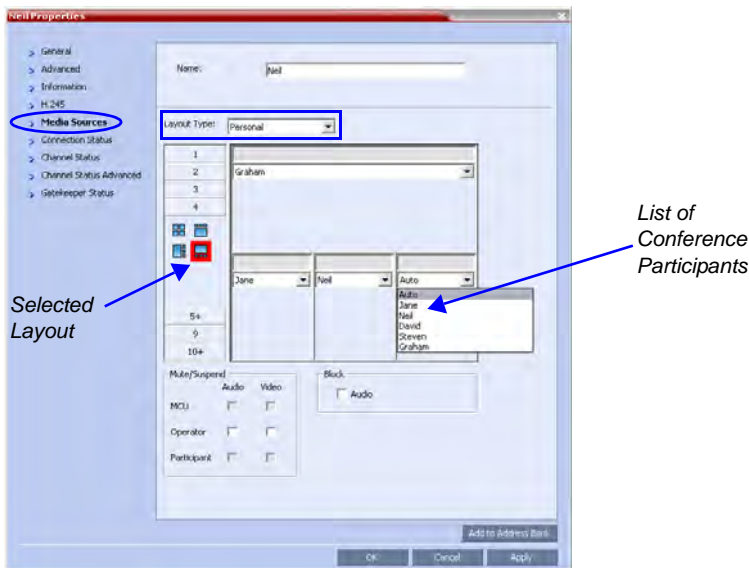 Neil Properties
General
Advanced
Information
H.245
Media Sources
Connection Status
Channel Status
Channel Status Advanced
Gatekeeper Status
Name: Neil
Layout Type: Personal
1
2
3
4
5+
9
10+
Graham
Jane
Neil
Auto
Auto
Jane
Neil
David
Steven
Graham
Mute/Suspend
Audio Video
MCU
Operator
Participant
Block
Audio
Add to Address Book
OK Cancel Apply
Selected
Layout
List of
Conference
Participants